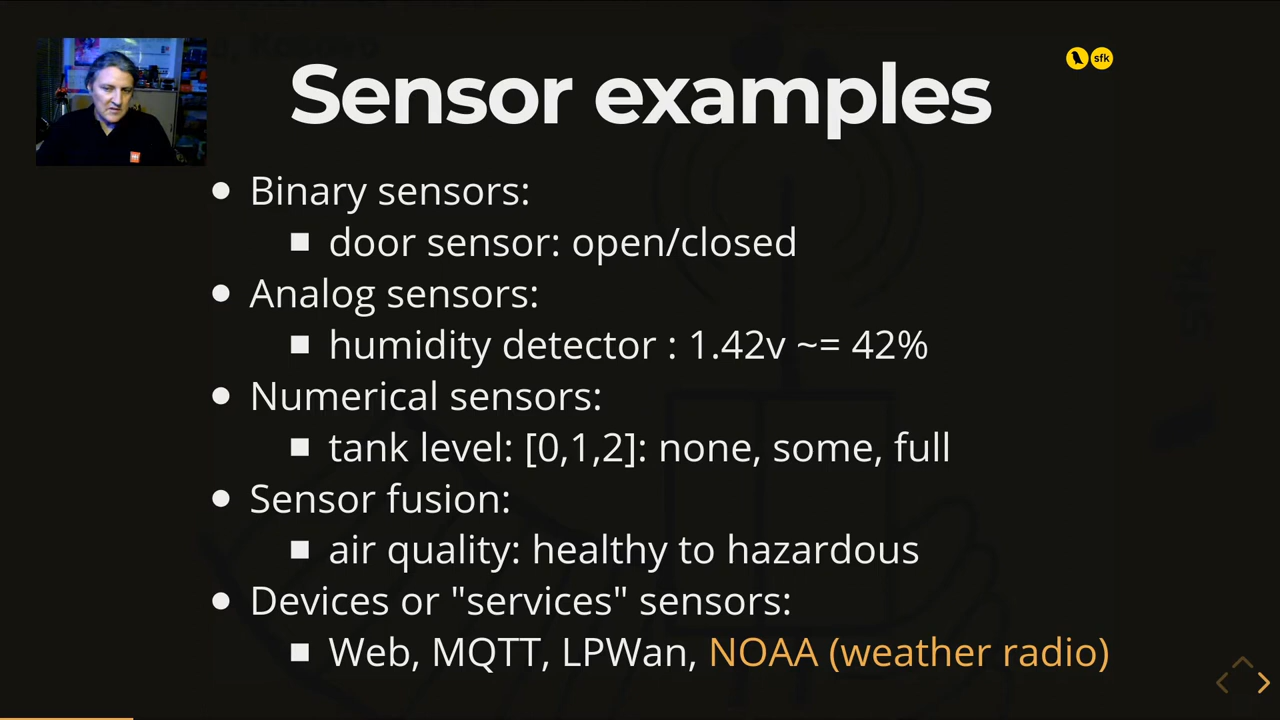 Sensor examples
sfk
Binary sensors:
door sensor: open/closed
Analog sensors:
humidity detector : 1.42v ~= 42%
Numerical sensors:
tank level: [0,1,2]: none, some, full
Sensor fusion:
air quality: healthy to hazardous
Devices or "services" sensors:
Web, MQTT, LPWan, NOAA (weather radio)